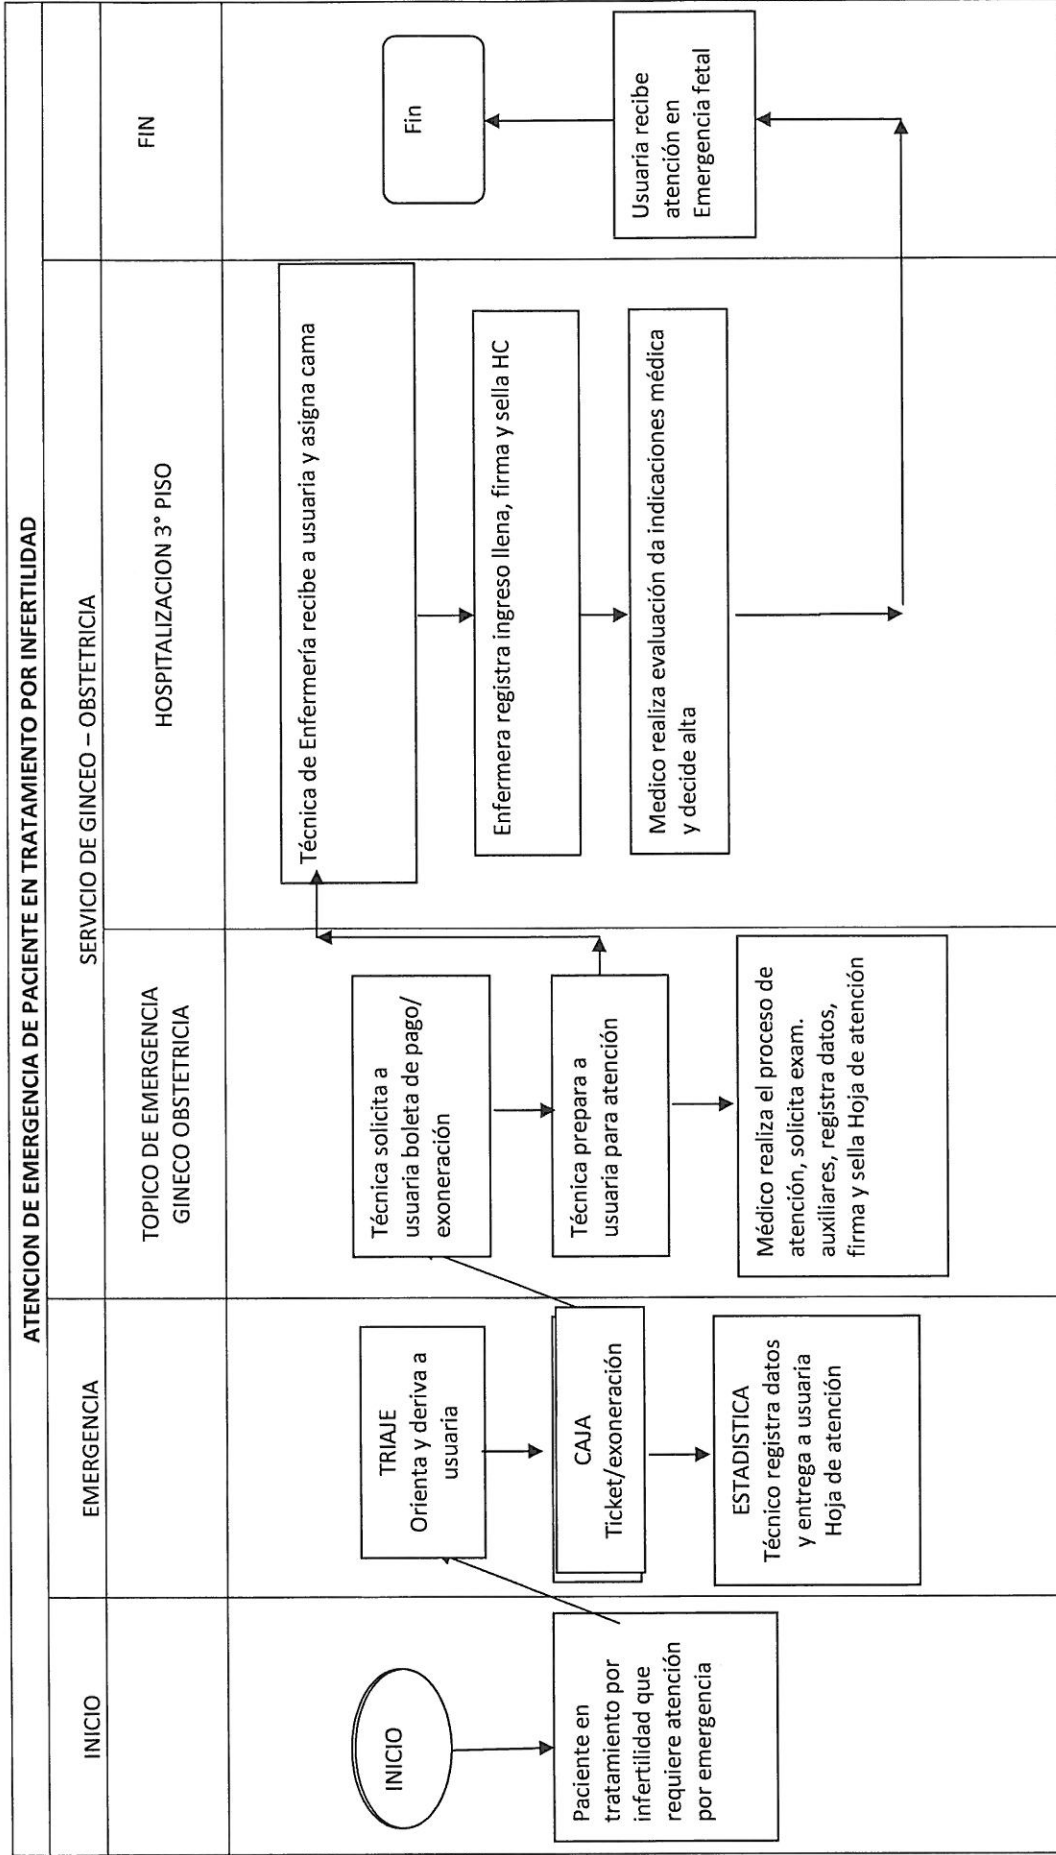 ATENCION DE EMERGENCIA DE PACIENTE EN TRATAMIENTO POR INFERTILIDAD
INICIO
EMERGENCIA
SERVICIO DE GINCEO – OBSTETRICIA
FIN
TOPICO DE EMERGENCIA
GINECO OBSTETRICIA
HOSPITALIZACION 3° PISO
INICIO
Paciente en
tratamiento por
infertilidad que
requiere atención
por emergencia
TRIAJE
Orienta y deriva a
usuaria
CAJA
Ticket/exoneración
ESTADISTICA
Técnico registra datos
y entrega a usuaria
Hoja de atención
Técnica solicita a
usuaria boleta de pago/
exoneración
Técnica prepara a
usuaria para atención
Médico realiza el proceso de
atención, solicita exam.
auxiliares, registra datos,
firma y sella Hoja de atención
Técnica de Enfermería recibe a usuaria y asigna cama
Enfermera registra ingreso llena, firma y sella HC
Medico realiza evaluación da indicaciones médica
y decide alta
Fin
Usuaria recibe
atención en
Emergencia fetal